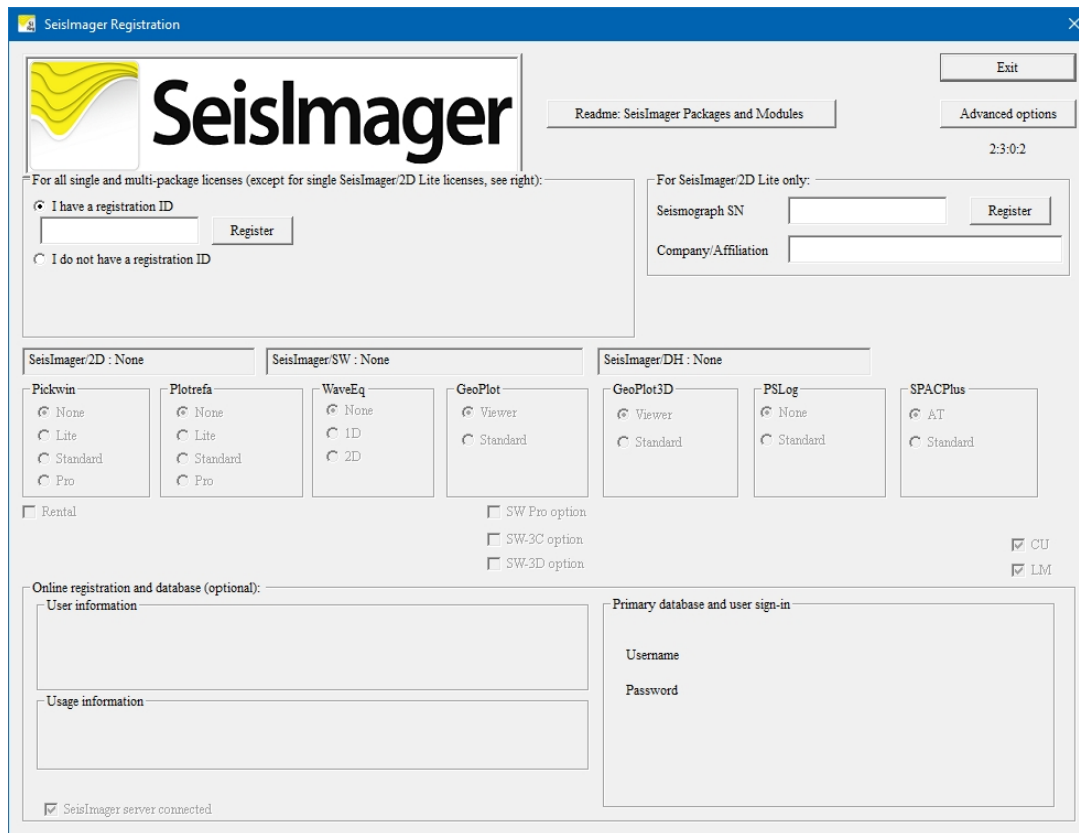 SeisImager Registration
SeisImager
Exit
Readme: SeisImager Packages and Modules
Advanced options
2:3:0:2
For all single and multi-package licenses (except for single SeisImager/2D Lite licenses, see right):
I have a registration ID
Register
I do not have a registration ID
For SeisImager/2D Lite only:
Seismograph SN
Register
Company/Affiliation
SeisImager/2D : None
SeisImager/SW : None
SeisImager/DH : None
Pickwin
None
Lite
Standard
Pro
Plotrefa
None
Lite
Standard
Pro
WaveEq
None
1D
2D
GeoPlot
Viewer
Standard
GeoPlot3D
Viewer
Standard
PSLog
None
Standard
SPACPlus
AT
Standard
Rental
SW Pro option
SW-3C option
SW-3D option
CU
LM
Online registration and database (optional):
User information
Usage information
SeisImager server connected
Primary database and user sign-in
Username
Password